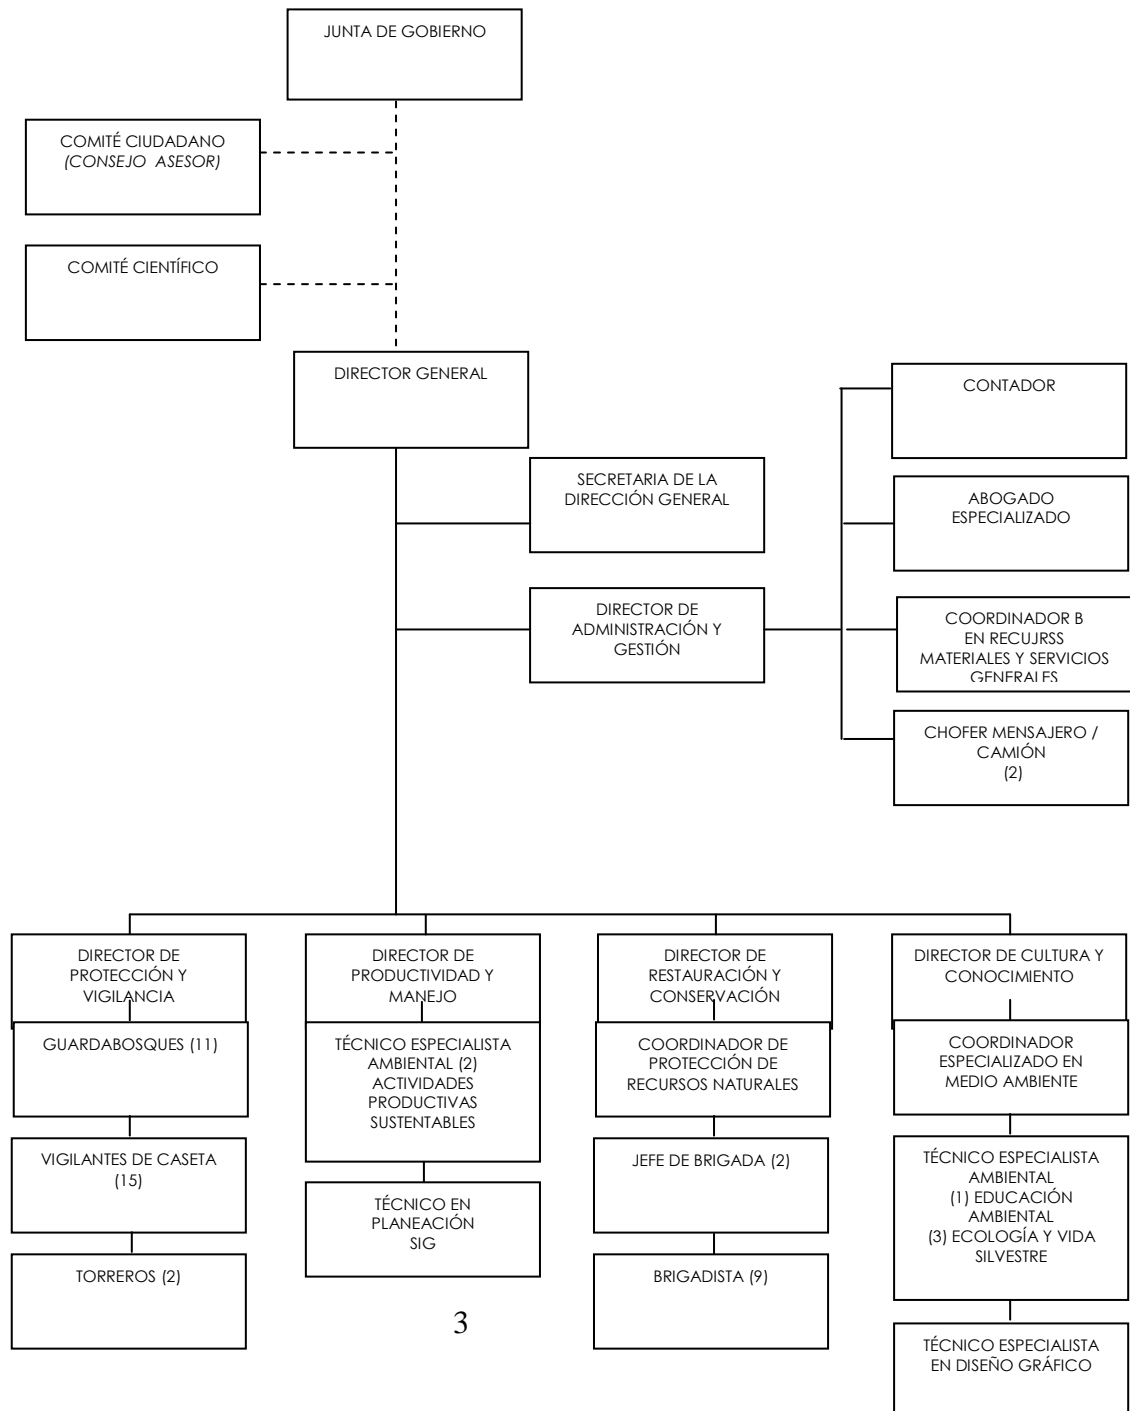 JUNTA DE GOBIERNO
COMITÉ CIUDADANO
(CONSEJO ASESOR)
COMITÉ CIENTÍFICO
DIRECTOR GENERAL
CONTADOR
SECRETARIA DE LA
DIRECCIÓN GENERAL
ABOGADO
ESPECIALIZADO
DIRECTOR DE
ADMINISTRACIÓN Y
GESTIÓN
COORDINADOR B
EN RECUJRSS
MATERIALES Y SERVICIOS
GENERALES
CHOFER MENSAJERO /
CAMIÓN
(2)
DIRECTOR DE
PROTECCIÓN Y
VIGILANCIA
GUARDABOSQUES (11)
VIGILANTES DE CASETA
(15)
TORREROS (2)
DIRECTOR DE
PRODUCTIVIDAD Y
MANEJO
TÉCNICO ESPECIALISTA
AMBIENTAL (2)
ACTIVIDADES
PRODUCTIVAS
SUSTENTABLES
TÉCNICO EN
PLANEACIÓN
SIG
DIRECTOR DE
RESTAURACIÓN Y
CONSERVACIÓN
COORDINADOR DE
PROTECCIÓN DE
RECURSOS NATURALES
JEFE DE BRIGADA (2)
BRIGADISTA (9)
DIRECTOR DE CULTURA Y
CONOCIMIENTO
COORDINADOR
ESPECIALIZADO EN
MEDIO AMBIENTE
TÉCNICO ESPECIALISTA
AMBIENTAL
(1) EDUCACIÓN
AMBIENTAL
(3) ECOLOGÍA Y VIDA
SILVESTRE
TÉCNICO ESPECIALISTA
EN DISEÑO GRÁFICO
3